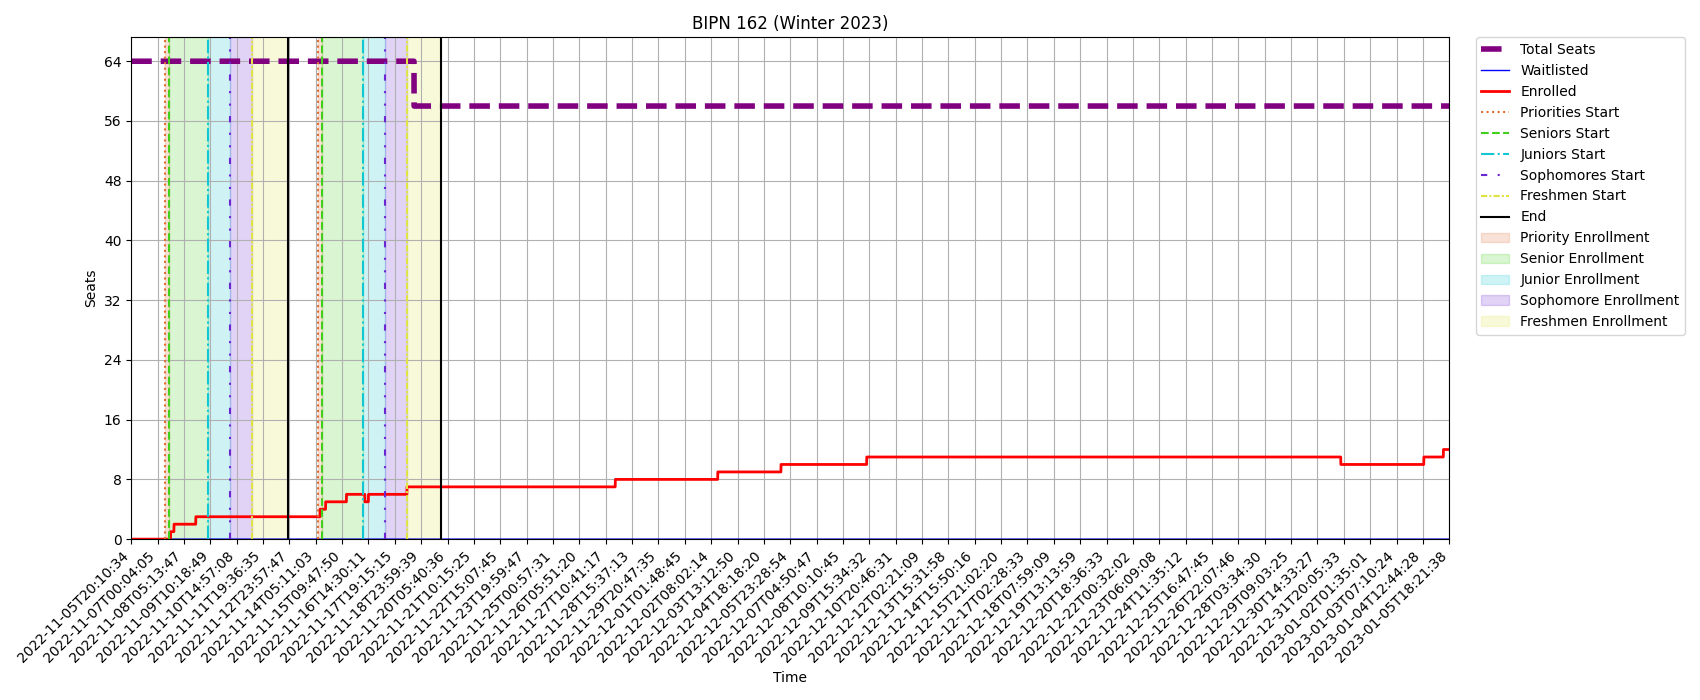 BIPN 162 (Winter 2023)
64
56
48
40
32
24
16
8
0
Seats
2022-11-05T20:10:34
2022-11-07T00:04:05
2022-11-08T05:13:47
2022-11-09T10:18:49
2022-11-10T14:57:08
2022-11-11T19:36:35
2022-11-12T23:57:47
2022-11-14T05:11:03
2022-11-15T09:47:50
2022-11-16T14:30:11
2022-11-17T19:15:15
2022-11-18T23:59:39
2022-11-20T05:40:36
2022-11-21T10:15:25
2022-11-22T15:07:45
2022-11-23T19:59:47
2022-11-25T00:57:31
2022-11-26T05:51:20
2022-11-27T10:41:17
2022-11-28T15:37:13
2022-11-29T20:47:35
2022-12-01T01:48:45
2022-12-02T08:02:14
2022-12-03T13:12:50
2022-12-04T18:18:20
2022-12-05T23:28:54
2022-12-07T04:50:47
2022-12-08T10:10:45
2022-12-09T15:34:32
2022-12-10T20:46:31
2022-12-12T02:21:09
2022-12-13T15:31:58
2022-12-14T15:50:16
2022-12-15T21:02:20
2022-12-17T02:28:33
2022-12-18T07:59:09
2022-12-19T13:13:59
2022-12-20T18:36:33
2022-12-22T00:32:02
2022-12-23T06:09:08
2022-12-24T11:35:12
2022-12-25T16:47:45
2022-12-26T22:07:46
2022-12-28T03:34:30
2022-12-29T09:03:25
2022-12-30T14:33:27
2022-12-31T20:05:33
2023-01-02T01:35:01
2023-01-03T07:10:24
2023-01-04T12:44:28
2023-01-05T18:21:38
Time
Total Seats
Waitlisted
Enrolled
Priorities Start
Seniors Start
Juniors Start
Sophomores Start
Freshmen Start
End
Priority Enrollment
Senior Enrollment
Junior Enrollment
Sophomore Enrollment
Freshmen Enrollment